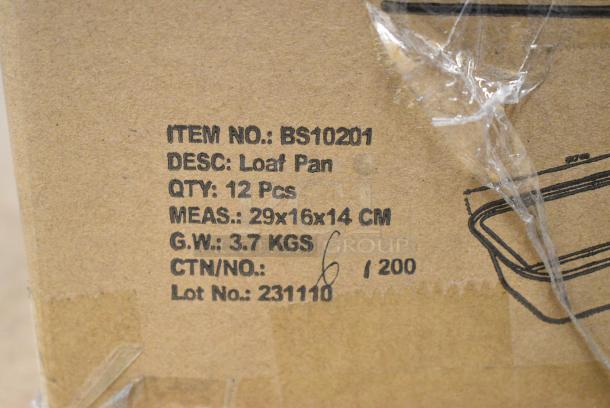 ITEM NO.: BS10201
DESC: Loaf Pan
QTY: 12 Pcs
MEAS.: 29x16x14 CM
G.W.: 3.7 KGS
GROUP
CTN/NO.: 6 / 200
Lot No.: 231110